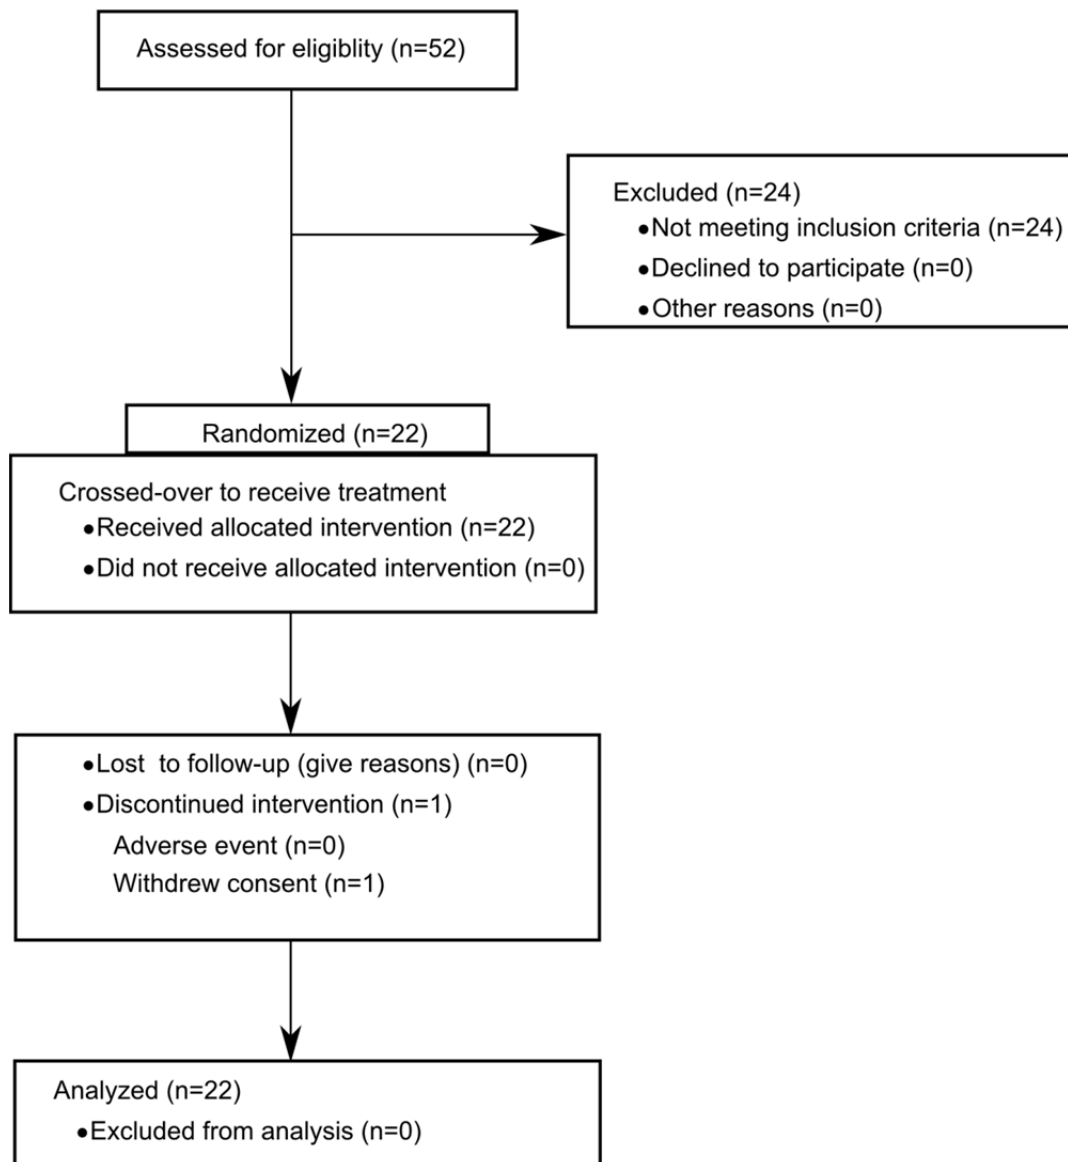 Assessed for eligiblity (n=52)
Excluded (n=24)
•Not meeting inclusion criteria (n=24)
•Declined to participate (n=0)
•Other reasons (n=0)
Randomized (n=22)
Crossed-over to receive treatment
•Received allocated intervention (n=22)
•Did not receive allocated intervention (n=0)
•Lost to follow-up (give reasons) (n=0)
•Discontinued intervention (n=1)
Adverse event (n=0)
Withdrew consent (n=1)
Analyzed (n=22)
•Excluded from analysis (n=0)